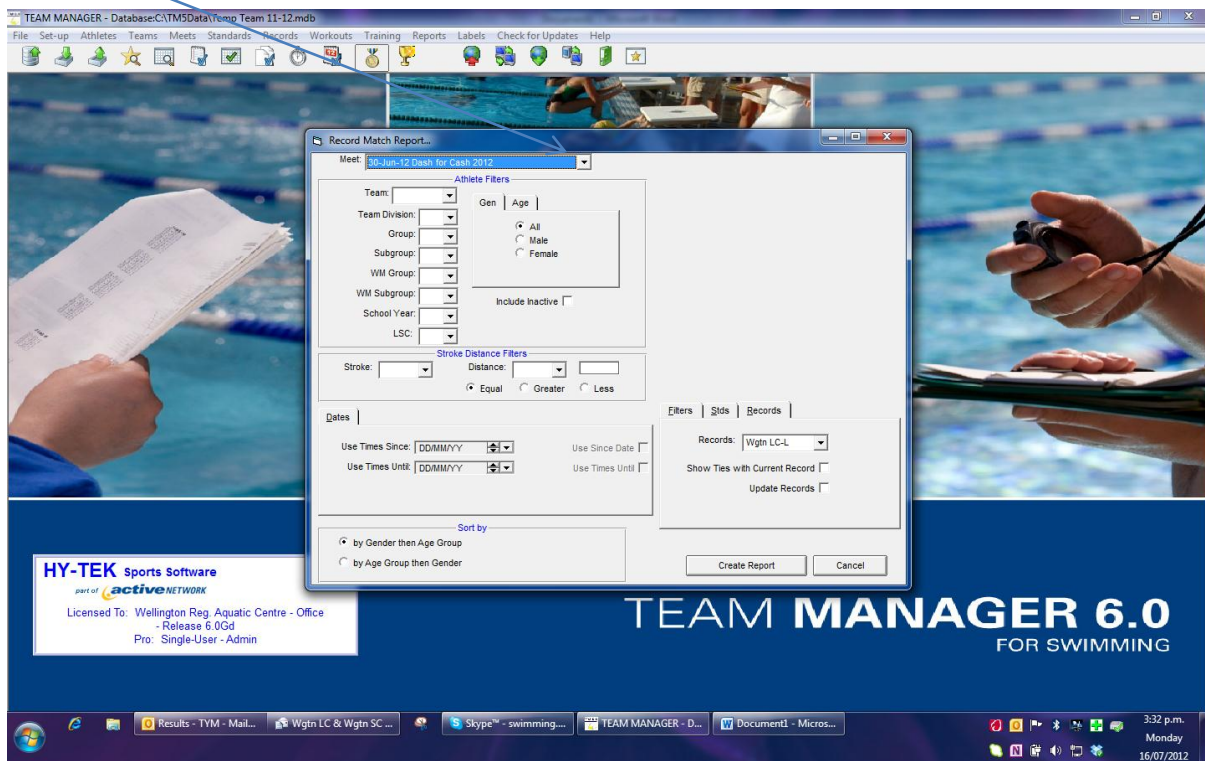 TEAM MANAGER - Database:C:\TM5Data\Temp Team 11-12.mdb
File Set-up Athletes Teams Meets Standards Records Workouts Training Reports Labels Check for Updates Help
Record Match Report...
Meet: 30-Jun-12 Dash for Cash 2012
Athlete Filters
Team:
Team Division:
Group:
Subgroup:
WM Group:
WM Subgroup:
School Year:
LSC:
Gen Age
All
Male
Female
Include Inactive
Stroke Distance Filters
Stroke: Distance:
Equal Greater Less
Dates
Use Times Since: DD/MM/YY Use Since Date
Use Times Until: DD/MM/YY Use Times Until
Filters Stds Records
Records: Wgtn LC-L
Show Ties with Current Record
Update Records
Sort by
by Gender then Age Group
by Age Group then Gender
Create Report Cancel
HY-TEK Sports Software
part of active NETWORK
Licensed To: Wellington Reg. Aquatic Centre - Office
- Release 6.0Gd
Pro: Single-User - Admin
TEAM MANAGER 6.0
FOR SWIMMING
Results - TYM - Mail... Wgtn LC & Wgtn SC ... Skype™ - swimming.... TEAM MANAGER - D... Document1 - Micros...
3:32 p.m.
Monday
16/07/2012